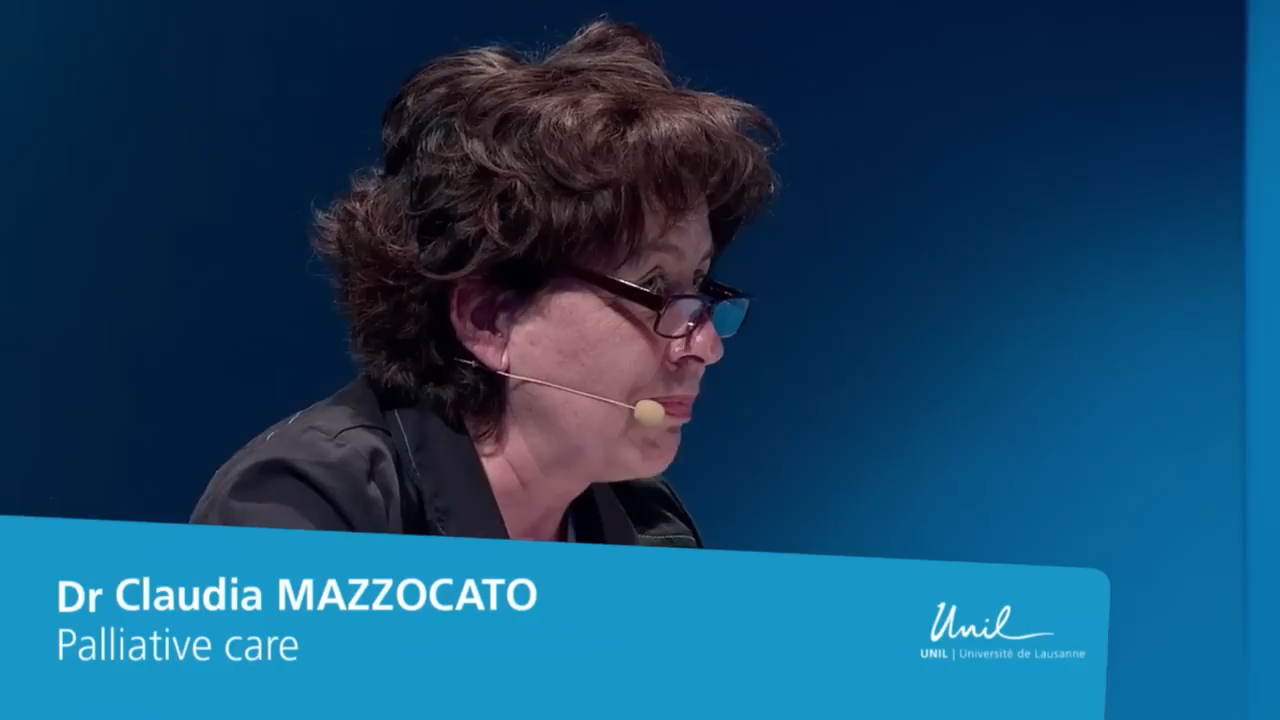 Dr Claudia MAZZOCATO
Palliative care
Unil
UNIL | Université de Lausanne